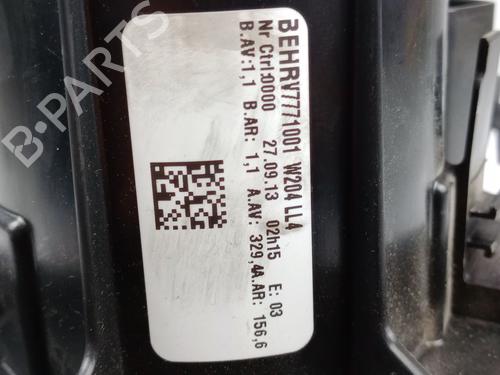 BEHRV7771001 W204 LL4
Nr Ctrl:0000 27.09.13 02h15 E: 03
B.AV:1,1 B.AR: 1,1 A.AV: 329,4A.AR: 156,6
B-PARTS